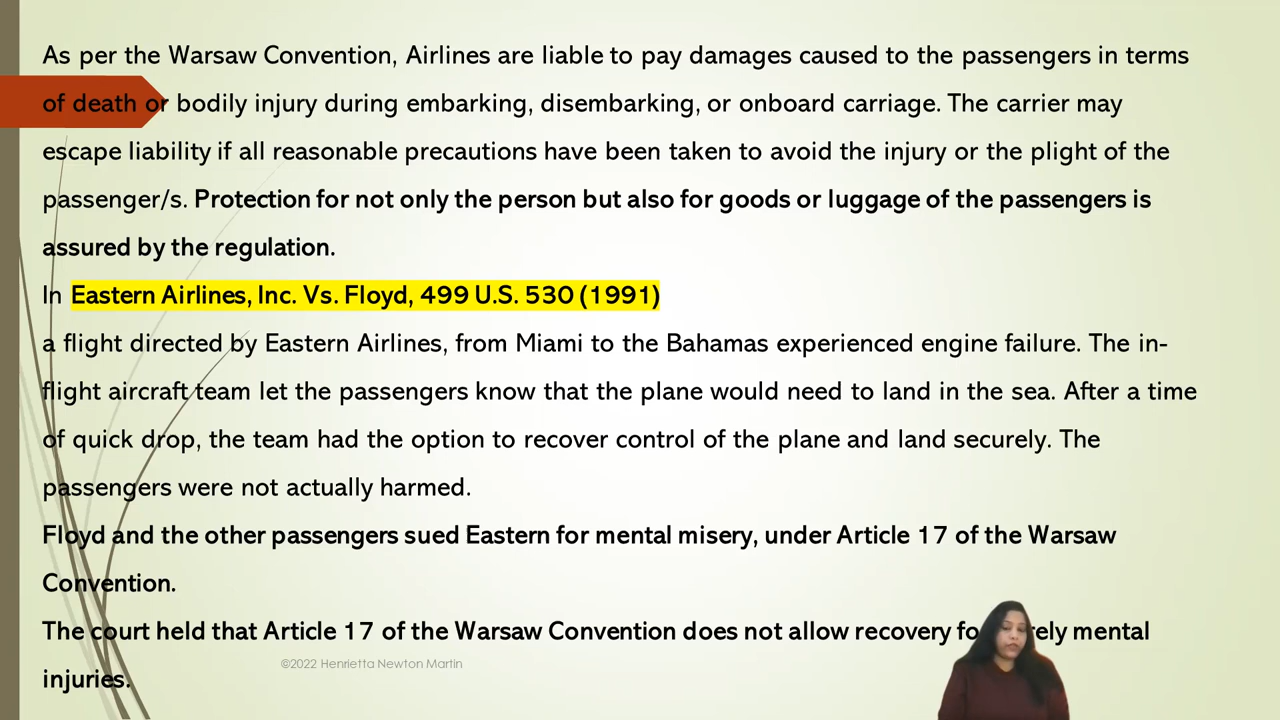 As per the Warsaw Convention, Airlines are liable to pay damages caused to the passengers in terms
of death or bodily injury during embarking, disembarking, or onboard carriage. The carrier may
escape liability if all reasonable precautions have been taken to avoid the injury or the plight of the
passenger/s. Protection for not only the person but also for goods or luggage of the passengers is
assured by the regulation.
In Eastern Airlines, Inc. Vs. Floyd, 499 U.S. 530 (1991)
a flight directed by Eastern Airlines, from Miami to the Bahamas experienced engine failure. The in-
flight aircraft team let the passengers know that the plane would need to land in the sea. After a time
of quick drop, the team had the option to recover control of the plane and land securely. The
passengers were not actually harmed.
Floyd and the other passengers sued Eastern for mental misery, under Article 17 of the Warsaw
Convention.
The court held that Article 17 of the Warsaw Convention does not allow recovery mental
injuries.
©2022 Henrietta Newton Martin